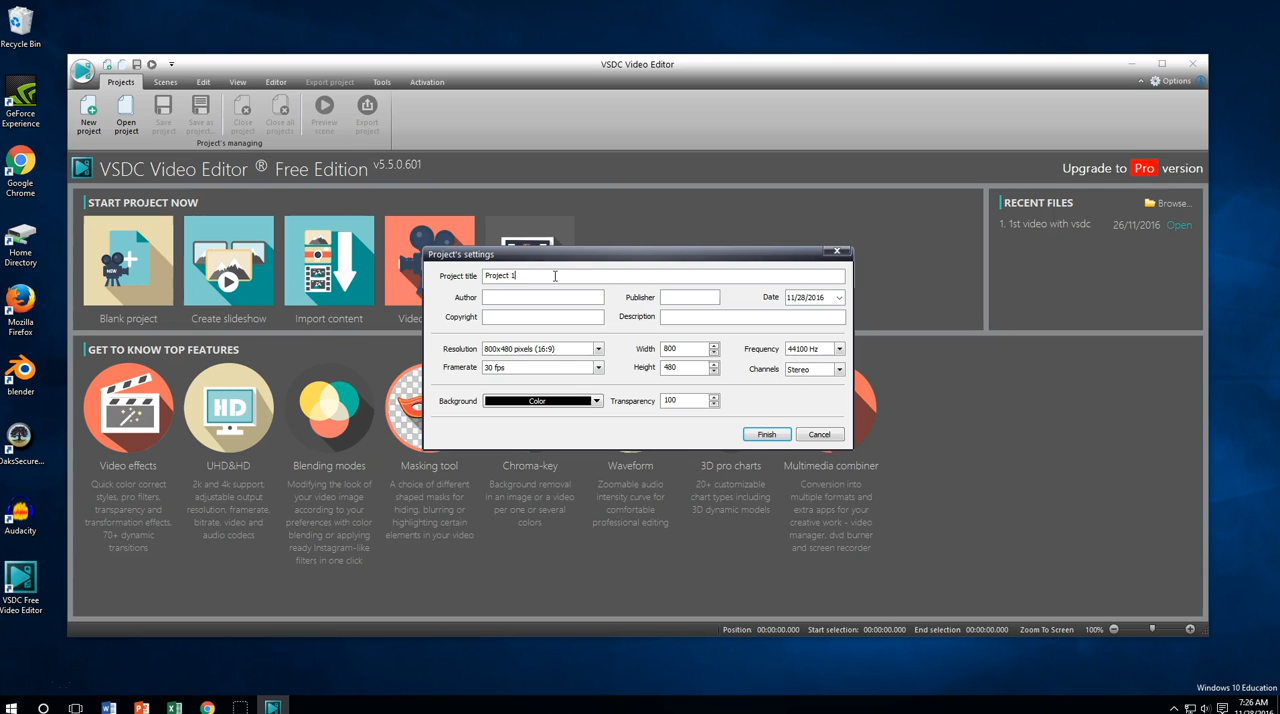 Recycle Bin
GeForce
Experience
Google
Chrome
Home
Directory
Mozilla
Firefox
blender
OaksSecure...
Audacity
VSDC Free
Video Editor
VSDC Video Editor
Projects Scenes Edit View Editor Export project Tools Activation Options
New
project
Open
project
Save
project
Save as
project...
Close
project
Close all
projects
Preview
scene
Export
project
Project's managing
VSDC Video Editor ® Free Edition v5.5.0.601
Upgrade to Pro version
START PROJECT NOW
Blank project
Create slideshow
Import content
RECENT FILES
Browse...
1. 1st video with vsdc 26/11/2016 Open
Project's settings
Project title Project 1
Author Publisher Date 11/28/2016
Copyright Description
Resolution 800x480 pixels (16:9) Width 800 Frequency 44100 Hz
Framerate 30 fps Height 480 Channels Stereo
Background Color Transparency 100
Finish Cancel
GET TO KNOW TOP FEATURES
NEW
HD
Video effects
Quick color correct
styles, pro filters,
transparency and
transformation effects,
70+ dynamic
transitions
UHD&HD
2k and 4k support,
adjustable output
resolution, framerate,
bitrate, video and
audio codecs
Blending modes
Modifying the look of
your video image
according to your
preferences with color
blending or applying
ready Instagram-like
filters in one click
Masking tool
A choice of different
shaped masks for
hiding, bluring or
highlighting certain
elements in your video
Chroma-key
Background removal
in an image or a video
per one or several
colors
Waveform
Zoomable audio
intensity curve for
comfortable
professional editing
3D pro charts
20+ customizable
chart types including
3D dynamic models
Multimedia combiner
Conversion into
multiple formats and
extra apps for your
creative work - video
manager, dvd burner
and screen recorder
Position 00:00:00.000 Start selection: 00:00:00.000 End selection 00:00:00.000 Zoom To Screen 100%
Windows 10 Education
7:26 AM
11/28/2016